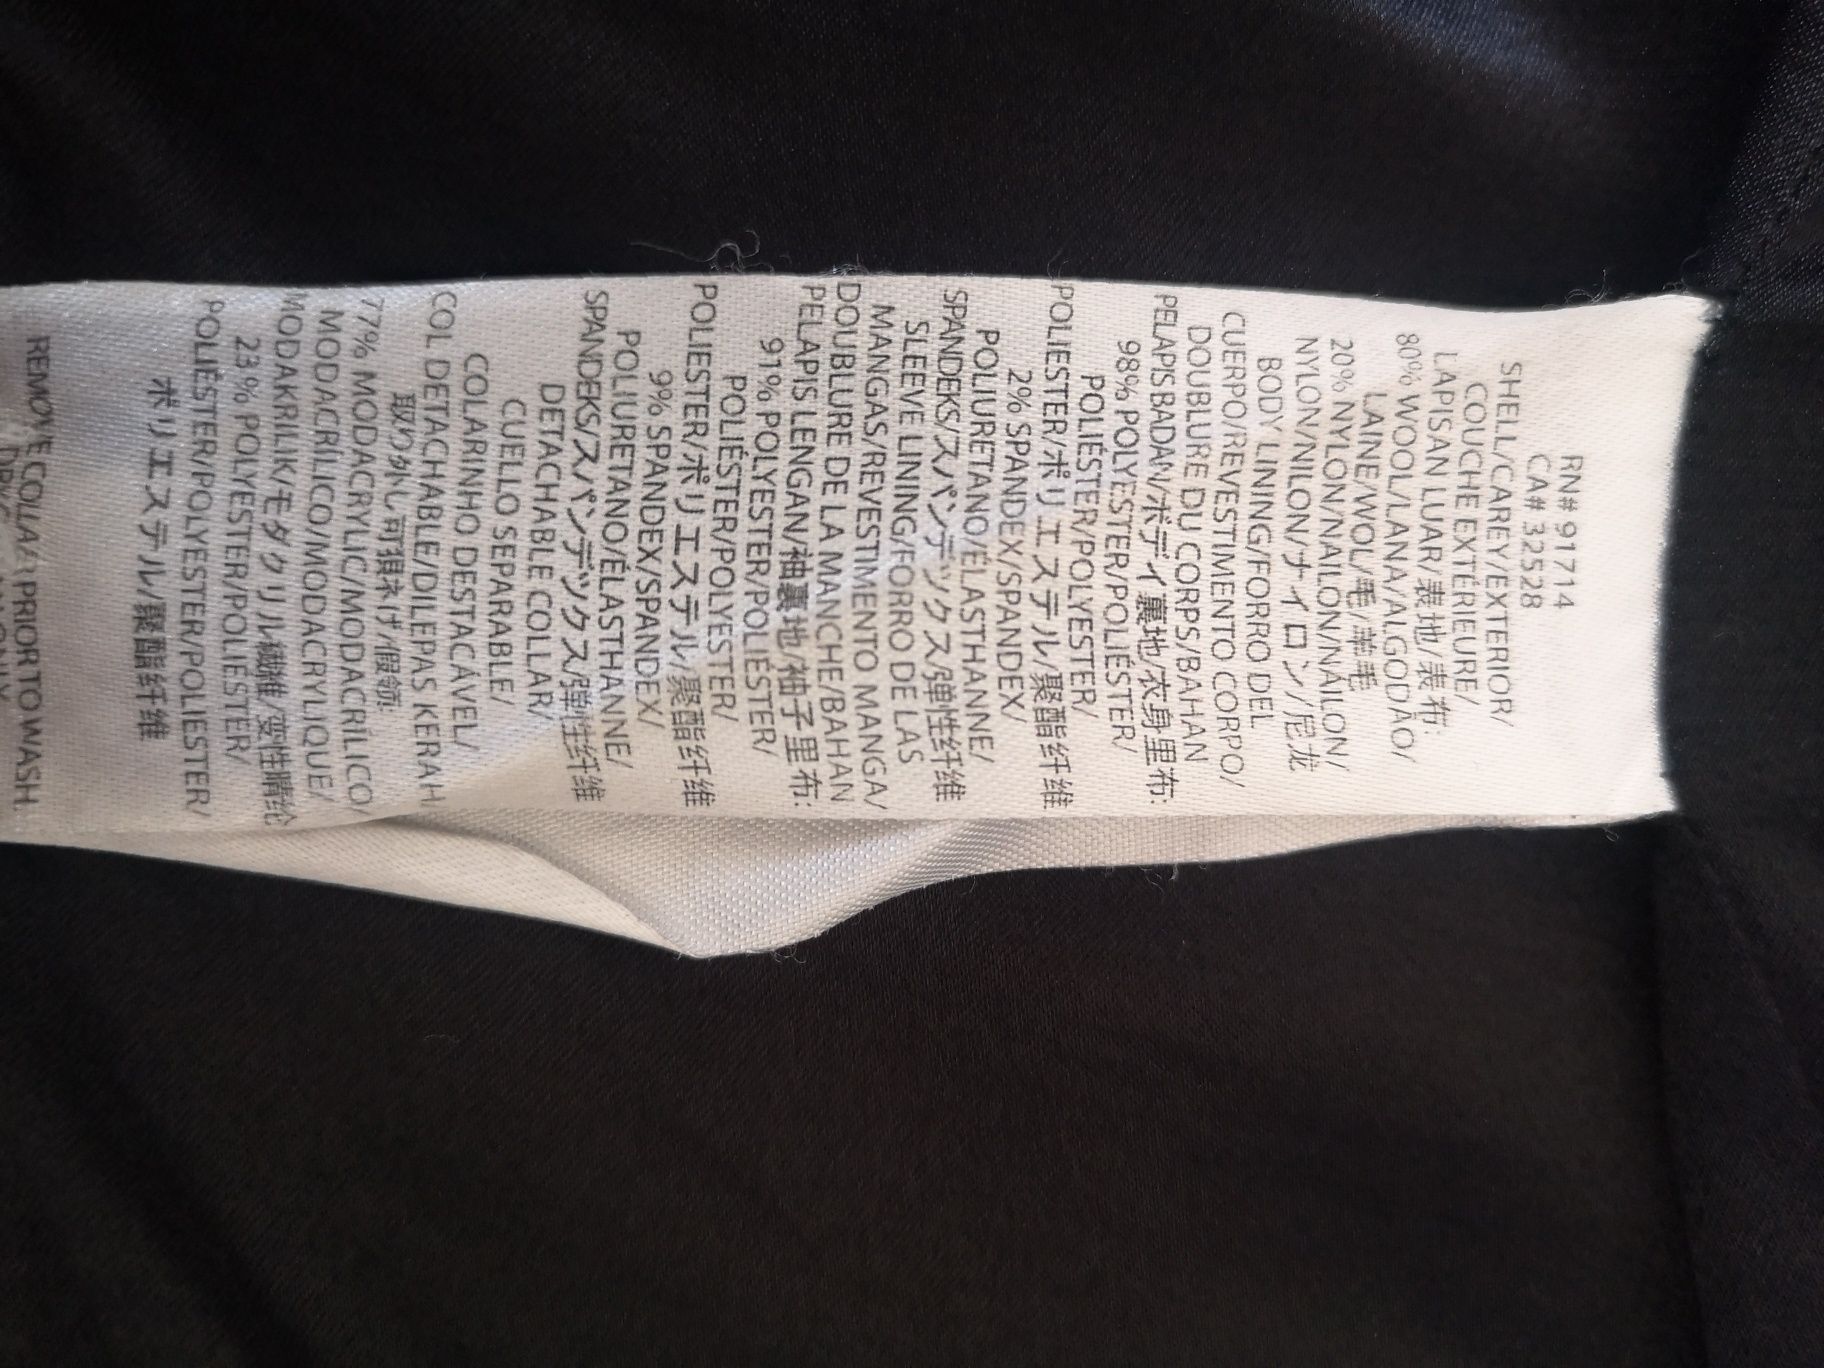 RN# 91714
CA# 32528
SHELL/CAREY/EXTERIOR/
COUCHE EXTÉRIEURE/
LAPISAN LUAR/表地/表布:
80% WOOL/LANA/ALGODÃO/
LAINE/WOL/毛/羊毛
20% NYLON/NAILON/NÁILON/
NYLON/NILON/ナイロン/尼龙
BODY LINING/FORRO DEL
CUERPO/REVESTIMENTO CORPO/
DOUBLURE DU CORPS/BAHAN
PELAPIS BADAN/ボディ裏地/衣身里布:
98% POLYESTER/POLIÉSTER/
POLIÉSTER/POLYESTER/
POLIESTER/ポリエステル/聚酯纤维
2% SPANDEX/SPANDEX/
POLIURETANO/ÉLASTHANNE/
SPANDEKS/スパンデックス/弹性纤维
SLEEVE LINING/FORRO DE LAS
MANGAS/REVESTIMENTO MANGA/
DOUBLURE DE LA MANCHE/BAHAN
PELAPIS LENGAN/袖裏地/袖子里布:
91% POLYESTER/POLIÉSTER/
POLIÉSTER/POLYESTER/
POLIESTER/ポリエステル/聚酯纤维
9% SPANDEX/SPANDEX/
POLIURETANO/ÉLASTHANNE/
SPANDEKS/スパンデックス/弹性纤维
DETACHABLE COLLAR/
CUELLO SEPARABLE/
COLARINHO DESTACÁVEL/
COL DETACHABLE/DILEPAS KERAH/
取り外し可損ねけ/假领:
77% MODACRYLIC/MODACRÍLICO/
MODACRÍLICO/MODACRYLIQUE/
MODAKRILIK/モダクリル繊維/变性腈纶
23% POLYESTER/POLIÉSTER/
POLIÉSTER/POLYESTER/POLIESTER/
ポリエステル/聚酯纤维
REMOVE COLLAR PRIOR TO WASH.